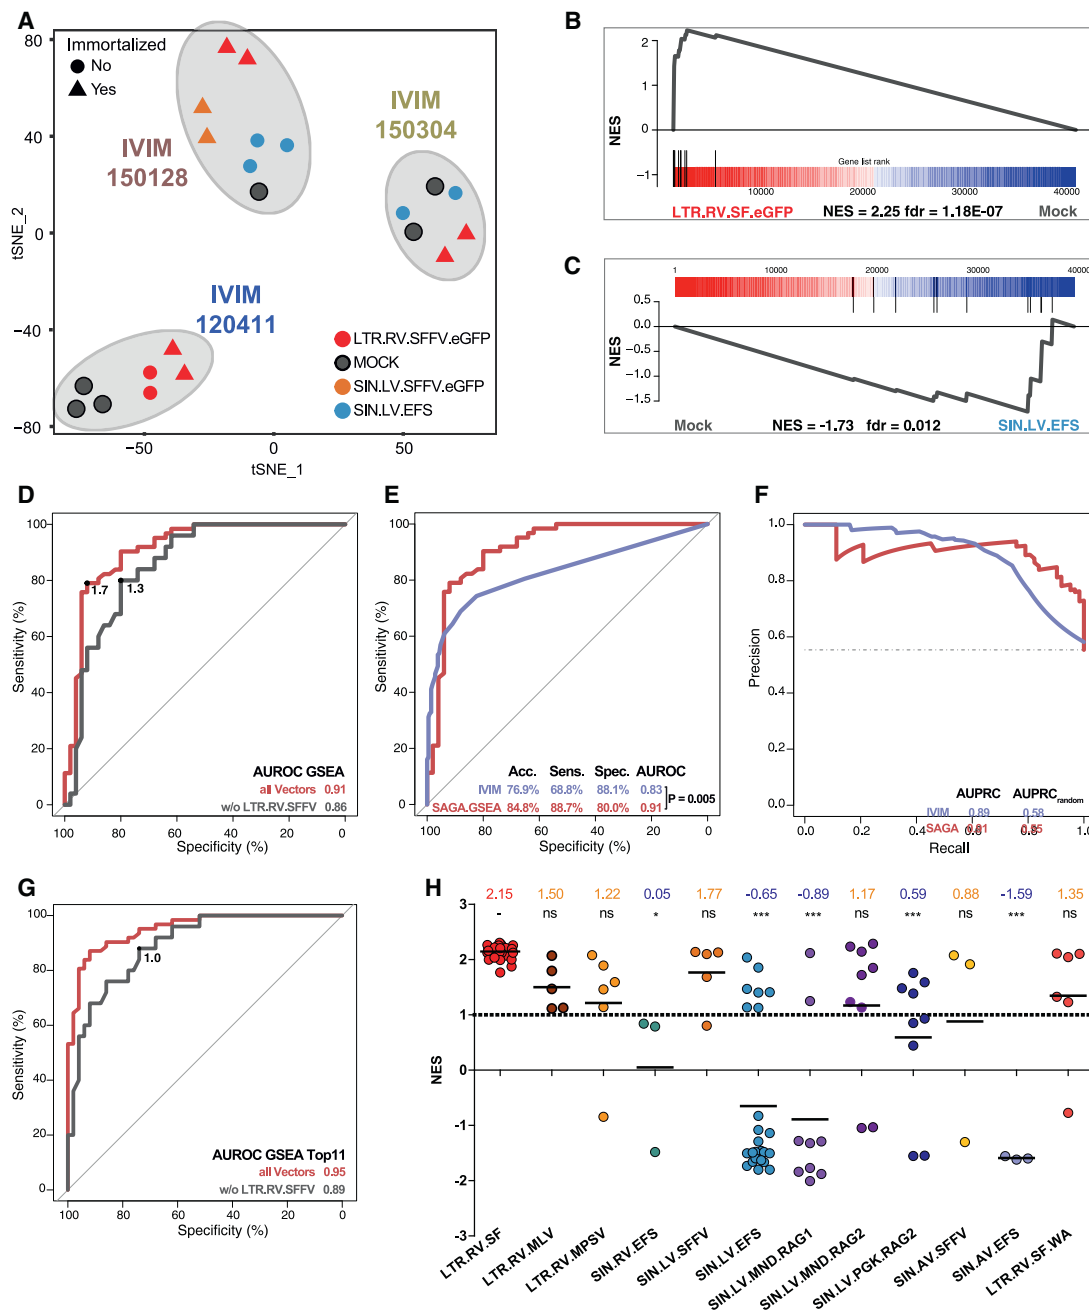 A
80
40
0
−40
−80
tSNE_2
−50
0
50
tSNE_1
Immortalized
No
Yes
IVIM
150128
IVIM
150304
IVIM
120411
LTR.RV.SFFV.eGFP
MOCK
SIN.LV.SFFV.eGFP
SIN.LV.EFS
B
2
1
0
−1
NES
Gene list rank
10000
20000
30000
40000
LTR.RV.SF.eGFP
NES = 2.25 fdr = 1.18E-07
Mock
C
1
10000
20000
30000
40000
0.5
0.0
−0.5
−1.0
−1.5
NES
Mock
NES = -1.73 fdr = 0.012
SIN.LV.EFS
D
100
80
60
40
20
0
Sensitivity (%)
1.7
1.3
AUROC GSEA
all Vectors 0.91
w/o LTR.RV.SFFV 0.86
100
80
60
40
20
0
Specificity (%)
E
100
80
60
40
20
0
Sensitivity (%)
Acc. Sens. Spec. AUROC
IVIM 76.9% 68.8% 88.1% 0.83
SAGA.GSEA 84.8% 88.7% 80.0% 0.91
P = 0.005
100
80
60
40
20
0
Specificity (%)
F
1.0
0.8
0.6
0.4
0.2
0.0
Precision
AUPRC AUPRCrandom
IVIM 0.89 0.58
SAGA
0.0
0.2
0.4
0.6
0.8
1.0
Recall
G
100
80
60
40
20
0
Sensitivity (%)
1.0
AUROC GSEA Top11
all Vectors 0.95
w/o LTR.RV.SFFV 0.89
100
80
60
40
20
0
Specificity (%)
H
2.15 1.50 1.22 0.05 1.77 -0.65 -0.89 1.17 0.59 0.88 -1.59 1.35
- ns ns * ns *** *** ns *** ns *** ns
3
2
1
0
-1
-2
-3
NES
LTR.RV.SF
LTR.RV.MLV
LTR.RV.MPSV
SIN.RV.EFS
SIN.LV.SFFV
SIN.LV.EFS
SIN.LV.MND.RAG1
SIN.LV.MND.RAG2
SIN.LV.PGK.RAG2
SIN.AV.SFFV
SIN.AV.EFS
LTR.RV.SF.WA